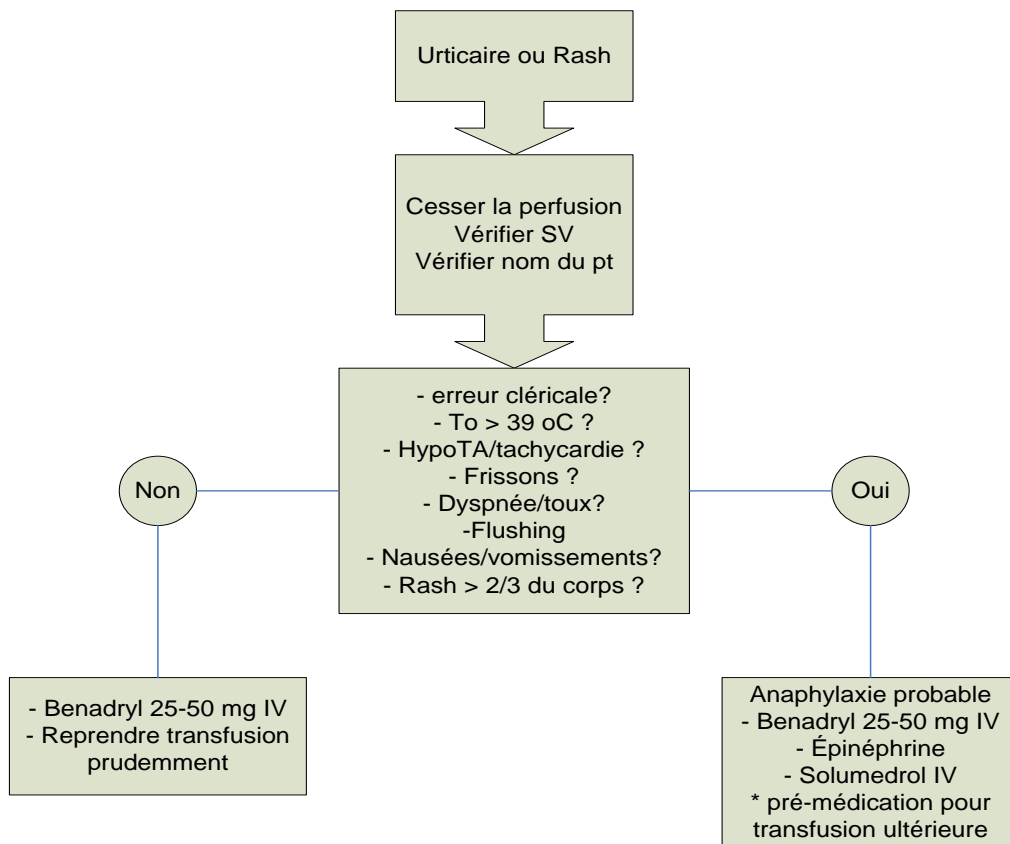 Urticaire ou Rash
Cesser la perfusion
Vérifier SV
Vérifier nom du pt
- erreur cléricale?
- To > 39 oC ?
- HypoTA/tachycardie ?
- Frissons ?
- Dyspnée/toux?
-Flushing
- Nausées/vomissements?
- Rash > 2/3 du corps ?
Non
Oui
- Benadryl 25-50 mg IV
- Reprendre transfusion
prudemment
Anaphylaxie probable
- Benadryl 25-50 mg IV
- Épinéphrine
- Solumedrol IV
* pré-médication pour
transfusion ultérieure